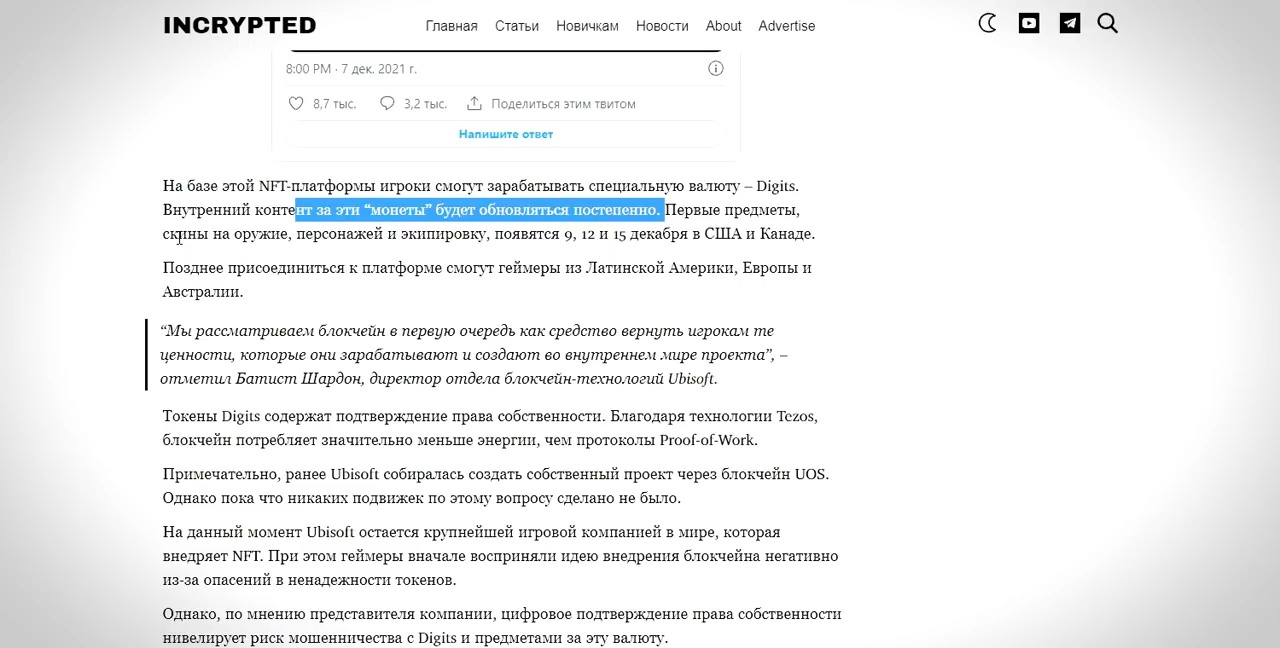 INCRYPTED
Главная Статьи Новичкам Новости About Advertise
8:00 PM · 7 дек. 2021 г.
8,7 тыс. 3,2 тыс. Поделиться этим твитом
Напишите ответ
На базе этой NFT-платформы игроки смогут зарабатывать специальную валюту – Digits.
Внутренний контент за эти “монеты” будет обновляться постепенно. Первые предметы,
скины на оружие, персонажей и экипировку, появятся 9, 12 и 15 декабря в США и Канаде.
Позднее присоединиться к платформе смогут геймеры из Латинской Америки, Европы и
Австралии.
“Мы рассматриваем блокчейн в первую очередь как средство вернуть игрокам те
ценности, которые они зарабатывают и создают во внутреннем мире проекта”, –
отметил Батист Шардон, директор отдела блокчейн-технологий Ubisoft.
Токены Digits содержат подтверждение права собственности. Благодаря технологии Tezos,
блокчейн потребляет значительно меньше энергии, чем протоколы Proof-of-Work.
Примечательно, ранее Ubisoft собиралась создать собственный проект через блокчейн UOS.
Однако пока что никаких подвижек по этому вопросу сделано не было.
На данный момент Ubisoft остается крупнейшей игровой компанией в мире, которая
внедряет NFT. При этом геймеры вначале восприняли идею внедрения блокчейна негативно
из-за опасений в ненадежности токенов.
Однако, по мнению представителя компании, цифровое подтверждение права собственности
нивелирует риск мошенничества с Digits и предметами за эту валюту.